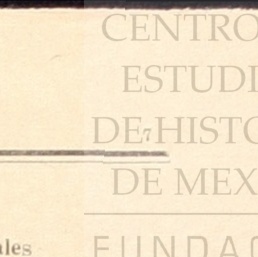 CENTRO
ESTUDI
DE HISTO
7
DE MEX
ales
FUNDAC